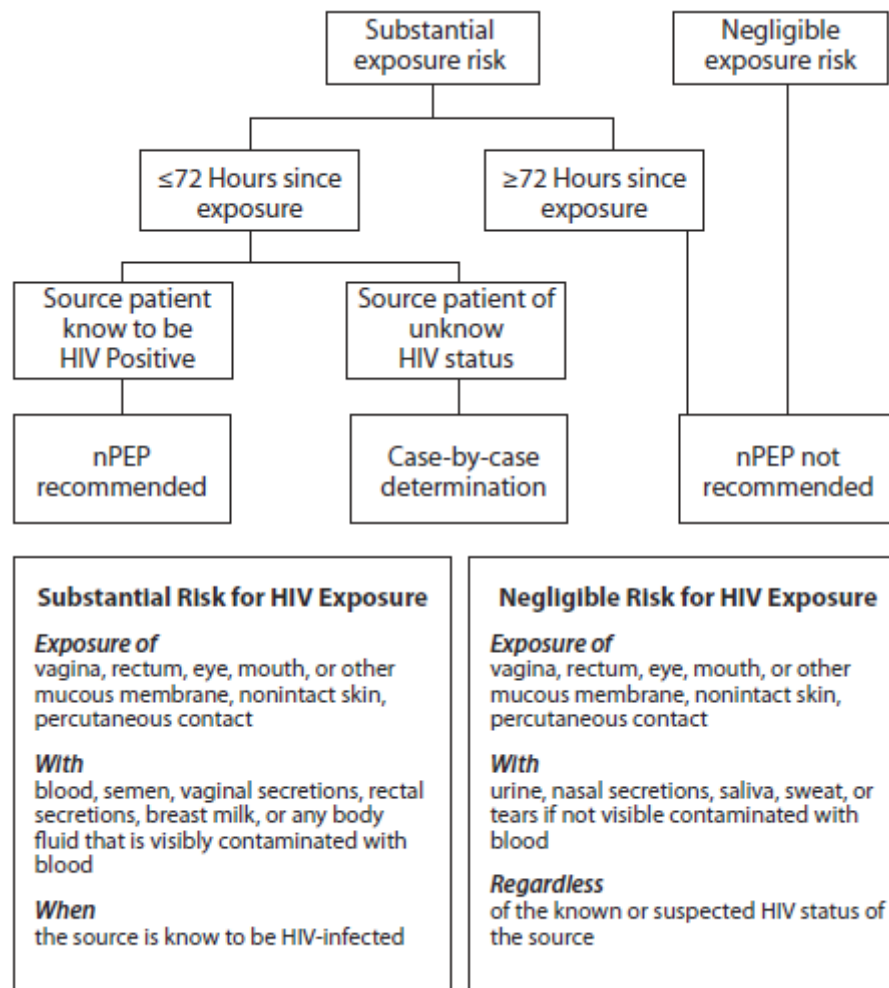 Substantial
exposure risk
Negligible
exposure risk
≤72 Hours since
exposure
≥72 Hours since
exposure
Source patient
know to be
HIV Positive
Source patient of
unknow
HIV status
nPEP
recommended
Case-by-case
determination
nPEP not
recommended
Substantial Risk for HIV Exposure
Exposure of
vagina, rectum, eye, mouth, or other
mucous membrane, nonintact skin,
percutaneous contact
With
blood, semen, vaginal secretions, rectal
secretions, breast milk, or any body
fluid that is visibly contaminated with
blood
When
the source is know to be HIV-infected
Negligible Risk for HIV Exposure
Exposure of
vagina, rectum, eye, mouth, or other
mucous membrane, nonintact skin,
percutaneous contact
With
urine, nasal secretions, saliva, sweat, or
tears if not visible contaminated with
blood
Regardless
of the known or suspected HIV status of
the source